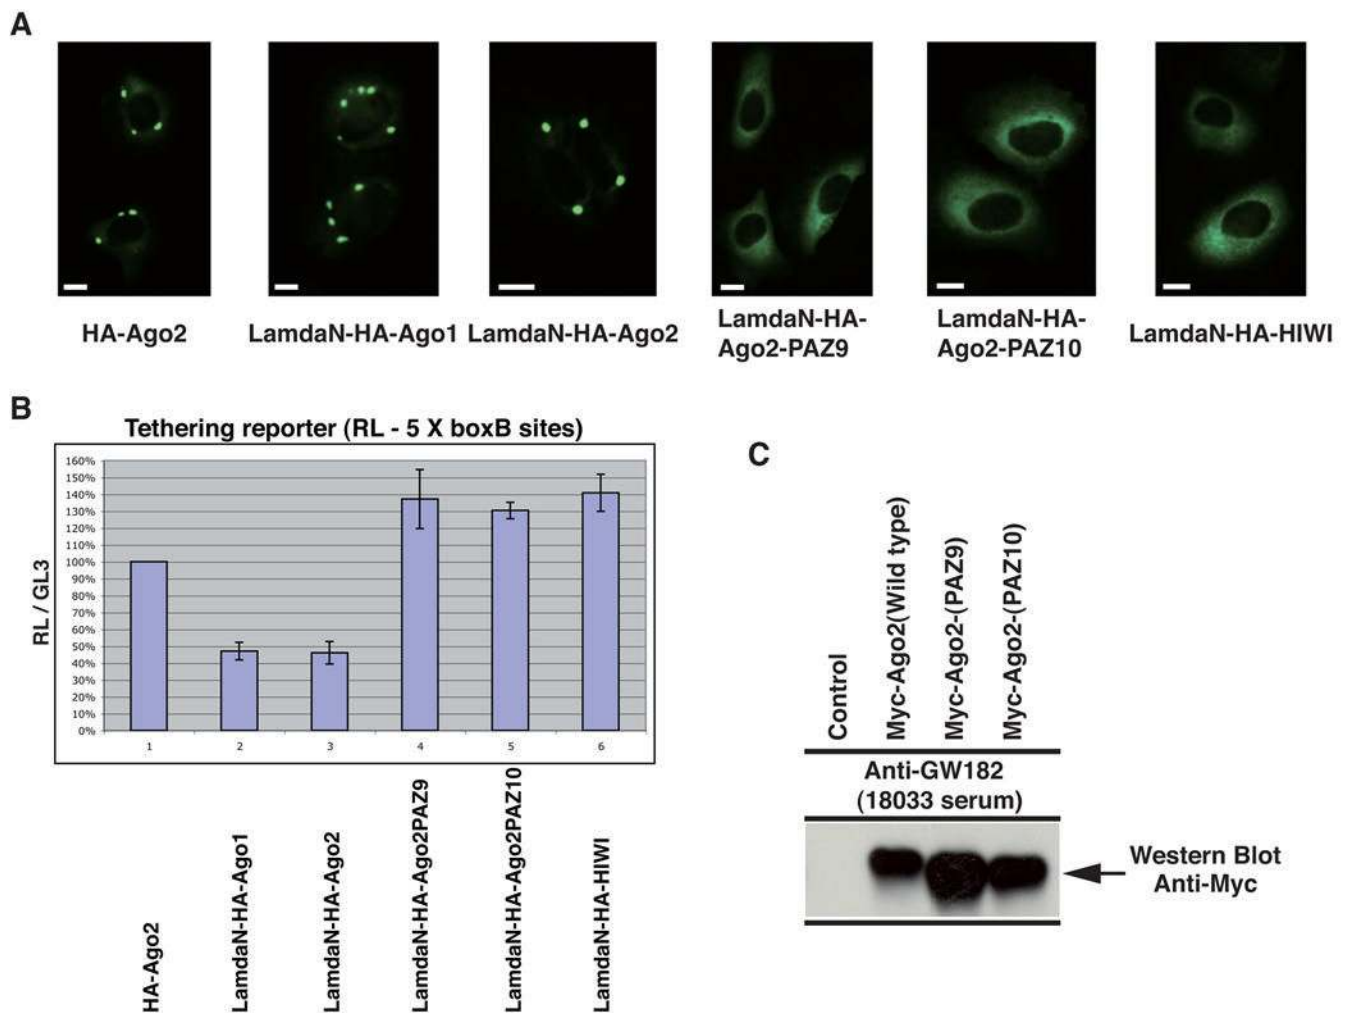 A
HA-Ago2
LamdaN-HA-Ago1
LamdaN-HA-Ago2
LamdaN-HA-
Ago2-PAZ9
LamdaN-HA-
Ago2-PAZ10
LamdaN-HA-HIWI
B
Tethering reporter (RL - 5 X boxB sites)
RL / GL3
160%
150%
140%
130%
120%
110%
100%
90%
80%
70%
60%
50%
40%
30%
20%
10%
0%
1
2
3
4
5
6
HA-Ago2
LamdaN-HA-Ago1
LamdaN-HA-Ago2
LamdaN-HA-Ago2PAZ9
LamdaN-HA-Ago2PAZ10
LamdaN-HA-HIWI
C
Control
Myc-Ago2(Wild type)
Myc-Ago2-(PAZ9)
Myc-Ago2-(PAZ10)
Anti-GW182
(18033 serum)
Western Blot
Anti-Myc